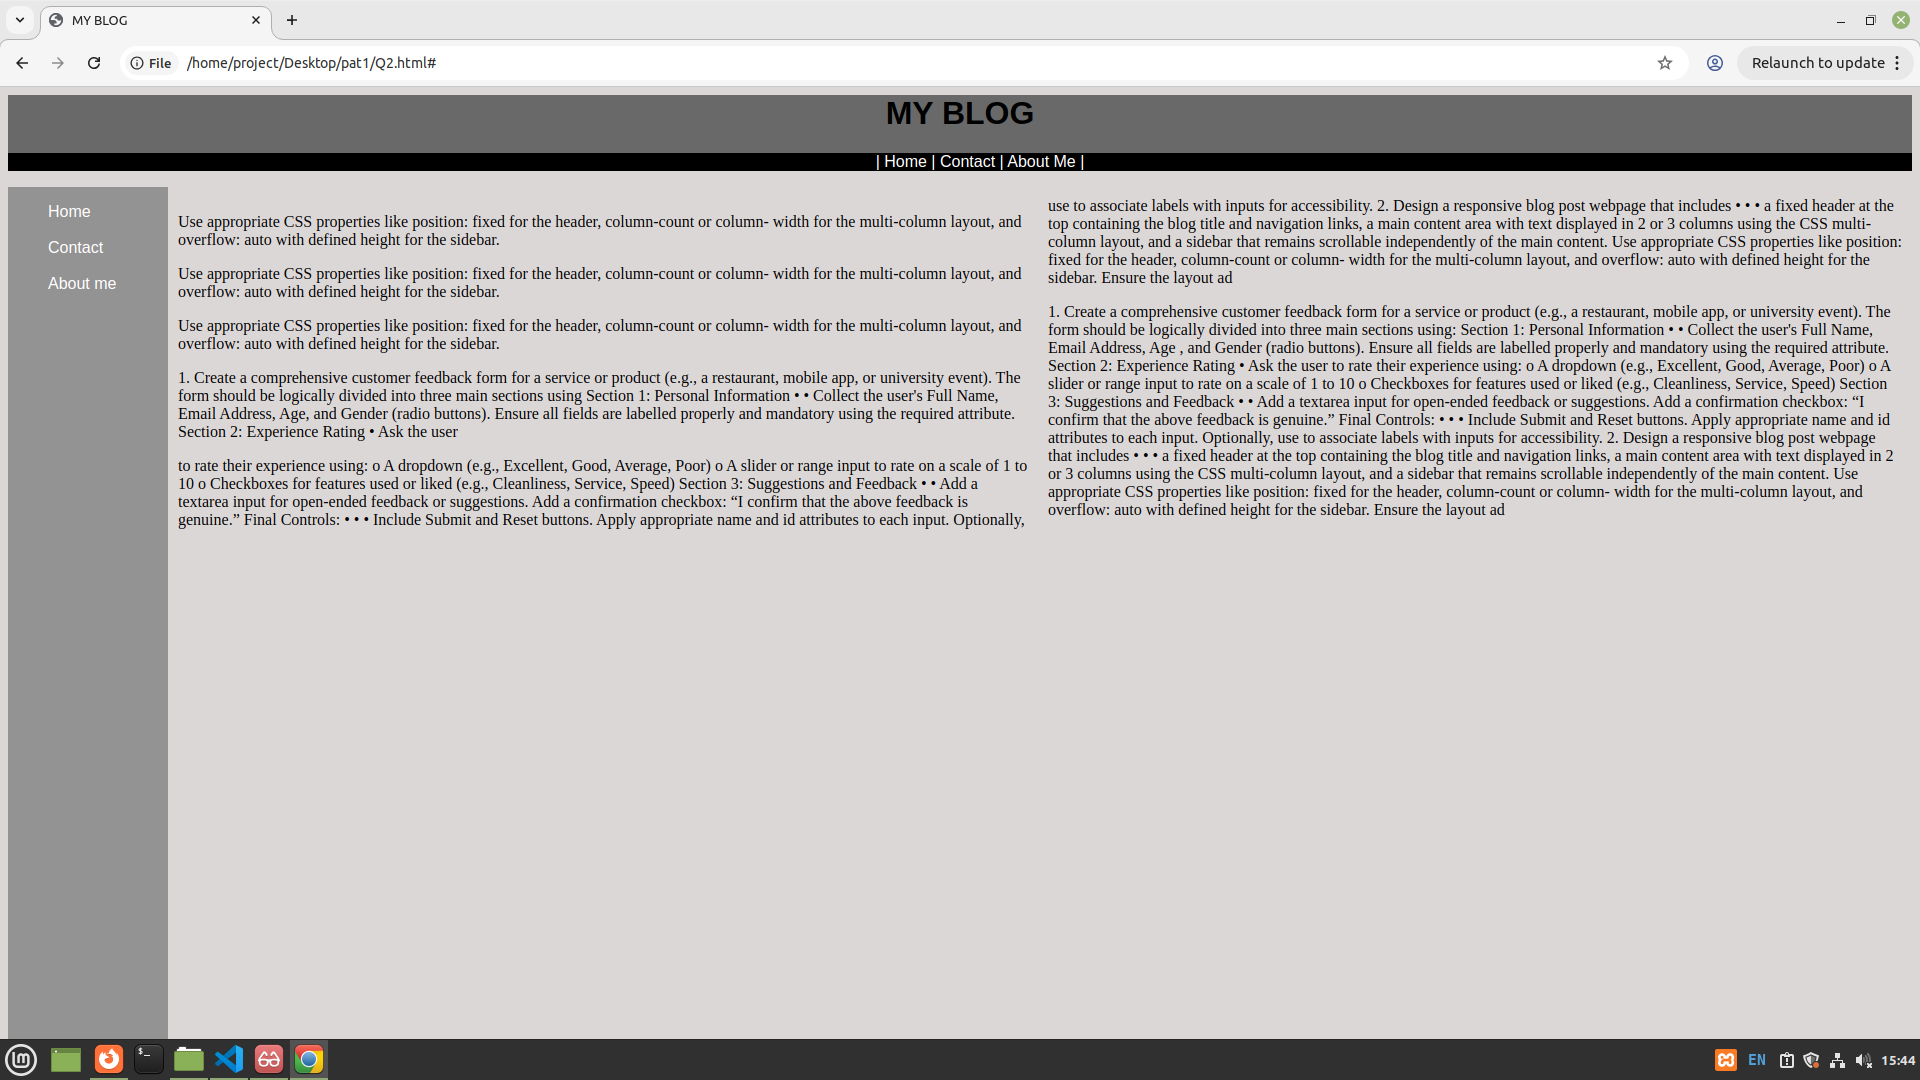 MY BLOG
File /home/project/Desktop/pat1/Q2.html#
Relaunch to update
MY BLOG
| Home | Contact | About Me |
Home
Contact
About me
Use appropriate CSS properties like position: fixed for the header, column-count or column- width for the multi-column layout, and
overflow: auto with defined height for the sidebar.
Use appropriate CSS properties like position: fixed for the header, column-count or column- width for the multi-column layout, and
overflow: auto with defined height for the sidebar.
Use appropriate CSS properties like position: fixed for the header, column-count or column- width for the multi-column layout, and
overflow: auto with defined height for the sidebar.
1. Create a comprehensive customer feedback form for a service or product (e.g., a restaurant, mobile app, or university event). The
form should be logically divided into three main sections using Section 1: Personal Information • • Collect the user's Full Name,
Email Address, Age, and Gender (radio buttons). Ensure all fields are labelled properly and mandatory using the required attribute.
Section 2: Experience Rating • Ask the user
to rate their experience using: o A dropdown (e.g., Excellent, Good, Average, Poor) o A slider or range input to rate on a scale of 1 to
10 o Checkboxes for features used or liked (e.g., Cleanliness, Service, Speed) Section 3: Suggestions and Feedback • • Add a
textarea input for open-ended feedback or suggestions. Add a confirmation checkbox: “I confirm that the above feedback is
genuine.” Final Controls: • • • Include Submit and Reset buttons. Apply appropriate name and id attributes to each input. Optionally,
use to associate labels with inputs for accessibility. 2. Design a responsive blog post webpage that includes • • • a fixed header at the
top containing the blog title and navigation links, a main content area with text displayed in 2 or 3 columns using the CSS multi-
column layout, and a sidebar that remains scrollable independently of the main content. Use appropriate CSS properties like position:
fixed for the header, column-count or column- width for the multi-column layout, and overflow: auto with defined height for the
sidebar. Ensure the layout ad
1. Create a comprehensive customer feedback form for a service or product (e.g., a restaurant, mobile app, or university event). The
form should be logically divided into three main sections using: Section 1: Personal Information • • Collect the user's Full Name,
Email Address, Age , and Gender (radio buttons). Ensure all fields are labelled properly and mandatory using the required attribute.
Section 2: Experience Rating • Ask the user to rate their experience using: o A dropdown (e.g., Excellent, Good, Average, Poor) o A
slider or range input to rate on a scale of 1 to 10 o Checkboxes for features used or liked (e.g., Cleanliness, Service, Speed) Section
3: Suggestions and Feedback • • Add a textarea input for open-ended feedback or suggestions. Add a confirmation checkbox: “I
confirm that the above feedback is genuine.” Final Controls: • • • Include Submit and Reset buttons. Apply appropriate name and id
attributes to each input. Optionally, use to associate labels with inputs for accessibility. 2. Design a responsive blog post webpage
that includes • • • a fixed header at the top containing the blog title and navigation links, a main content area with text displayed in 2
or 3 columns using the CSS multi-column layout, and a sidebar that remains scrollable independently of the main content. Use
appropriate CSS properties like position: fixed for the header, column-count or column- width for the multi-column layout, and
overflow: auto with defined height for the sidebar. Ensure the layout ad
EN
15:44